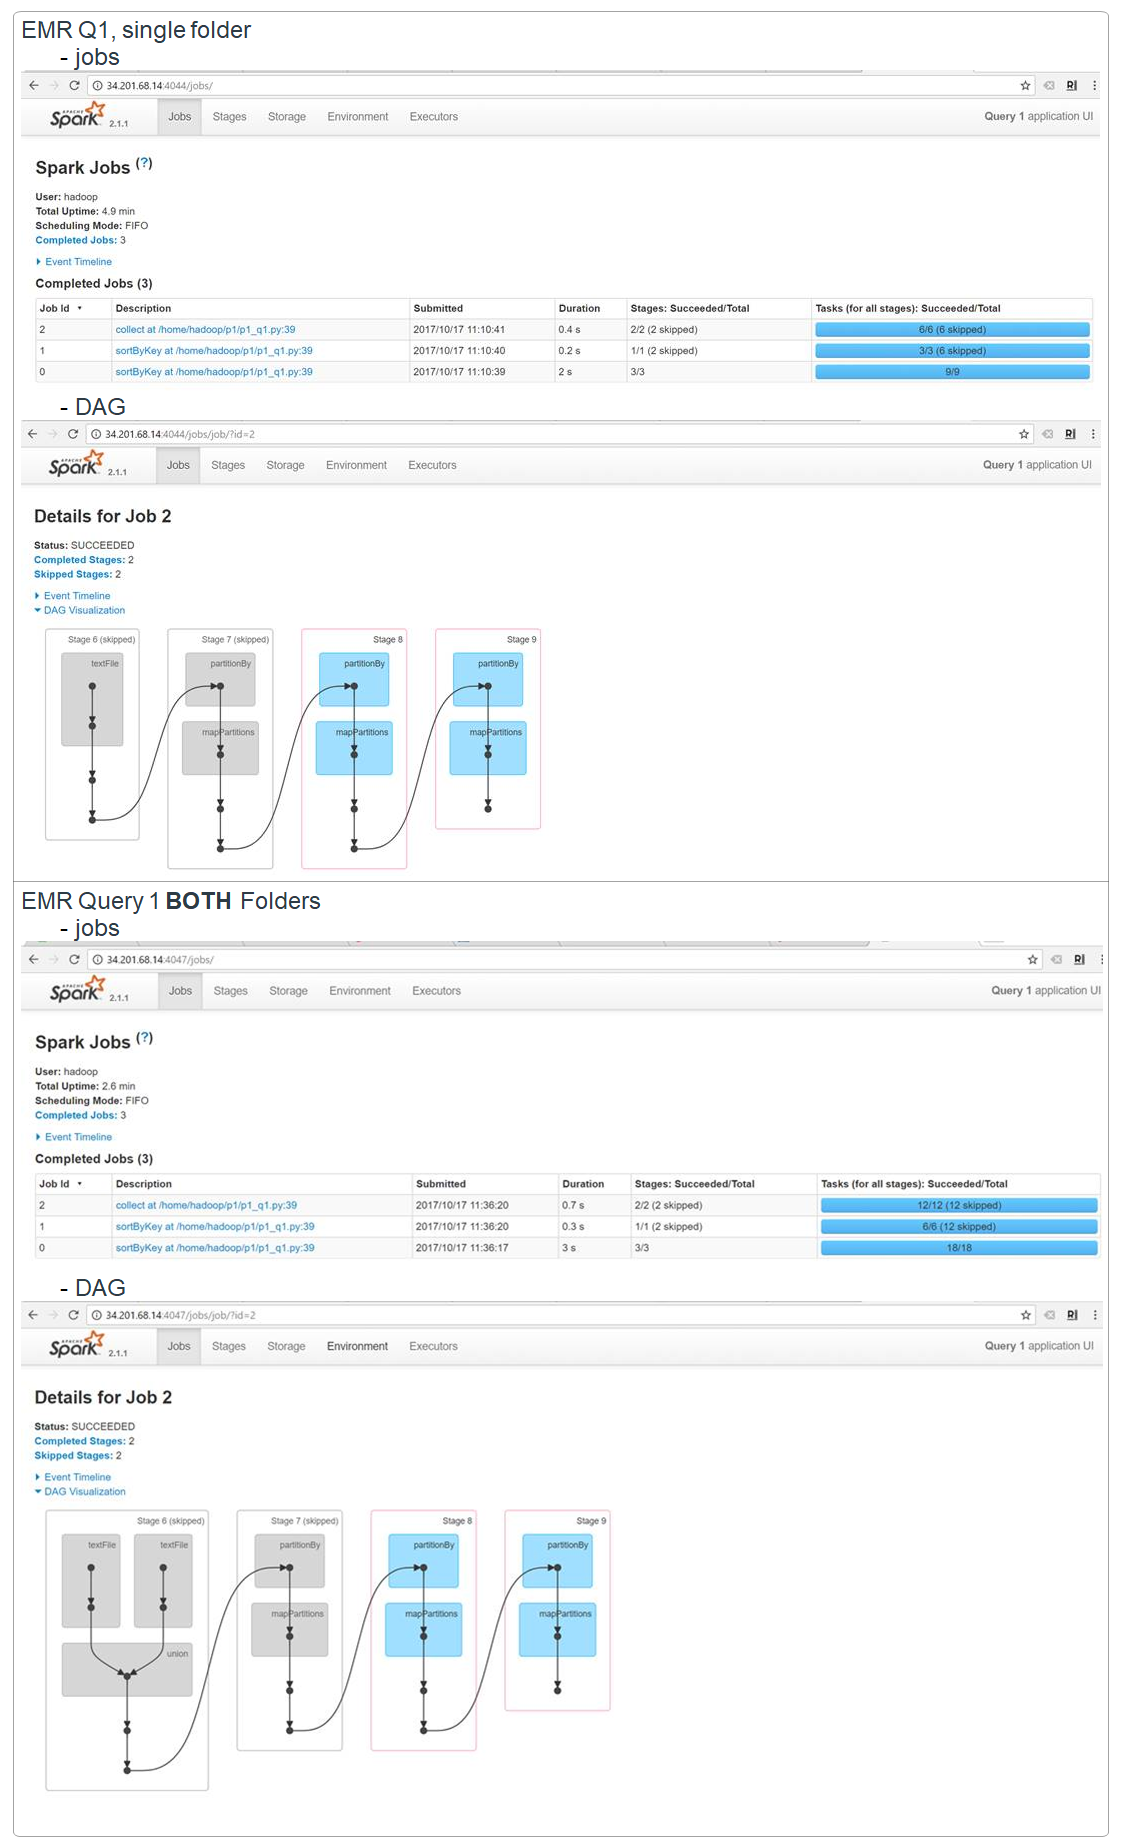 EMR Q1, single folder
- jobs
34.201.68.14:4044/jobs/
APACHE Spark 2.1.1 Jobs Stages Storage Environment Executors Query 1 application UI
Spark Jobs (?)
User: hadoop
Total Uptime: 4.9 min
Scheduling Mode: FIFO
Completed Jobs: 3
Event Timeline
Completed Jobs (3)
Job Id Description Submitted Duration Stages: Succeeded/Total Tasks (for all stages): Succeeded/Total
2 collect at /home/hadoop/p1/p1_q1.py:39 2017/10/17 11:10:41 0.4 s 2/2 (2 skipped) 6/6 (6 skipped)
1 sortByKey at /home/hadoop/p1/p1_q1.py:39 2017/10/17 11:10:40 0.2 s 1/1 (2 skipped) 3/3 (6 skipped)
0 sortByKey at /home/hadoop/p1/p1_q1.py:39 2017/10/17 11:10:39 2 s 3/3 9/9
- DAG
34.201.68.14:4044/jobs/job/?id=2
APACHE Spark 2.1.1 Jobs Stages Storage Environment Executors Query 1 application UI
Details for Job 2
Status: SUCCEEDED
Completed Stages: 2
Skipped Stages: 2
Event Timeline
DAG Visualization
Stage 6 (skipped) Stage 7 (skipped) Stage 8 Stage 9
textFile partitionBy partitionBy partitionBy
mapPartitions mapPartitions mapPartitions
EMR Query 1 BOTH Folders
- jobs
34.201.68.14:4047/jobs/
APACHE Spark 2.1.1 Jobs Stages Storage Environment Executors Query 1 application UI
Spark Jobs (?)
User: hadoop
Total Uptime: 2.6 min
Scheduling Mode: FIFO
Completed Jobs: 3
Event Timeline
Completed Jobs (3)
Job Id Description Submitted Duration Stages: Succeeded/Total Tasks (for all stages): Succeeded/Total
2 collect at /home/hadoop/p1/p1_q1.py:39 2017/10/17 11:36:20 0.7 s 2/2 (2 skipped) 12/12 (12 skipped)
1 sortByKey at /home/hadoop/p1/p1_q1.py:39 2017/10/17 11:36:20 0.3 s 1/1 (2 skipped) 6/6 (12 skipped)
0 sortByKey at /home/hadoop/p1/p1_q1.py:39 2017/10/17 11:36:17 3 s 3/3 18/18
- DAG
34.201.68.14:4047/jobs/job/?id=2
APACHE Spark 2.1.1 Jobs Stages Storage Environment Executors Query 1 application UI
Details for Job 2
Status: SUCCEEDED
Completed Stages: 2
Skipped Stages: 2
Event Timeline
DAG Visualization
Stage 6 (skipped) Stage 7 (skipped) Stage 8 Stage 9
textFile textFile partitionBy partitionBy partitionBy
mapPartitions mapPartitions mapPartitions
union